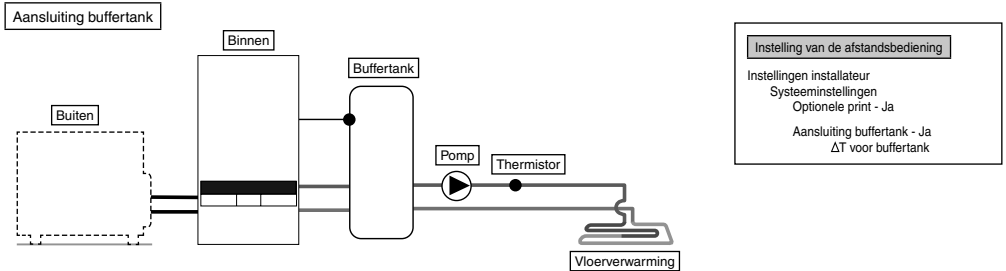 Aansluiting buffertank
Binnen
Buffertank
Buiten
Pomp
Thermistor
Vloerverwarming
Instelling van de afstandsbediening
Instellingen installateur
Systeeminstellingen
Optionele print - Ja
Aansluiting buffertank - Ja
ΔT voor buffertank